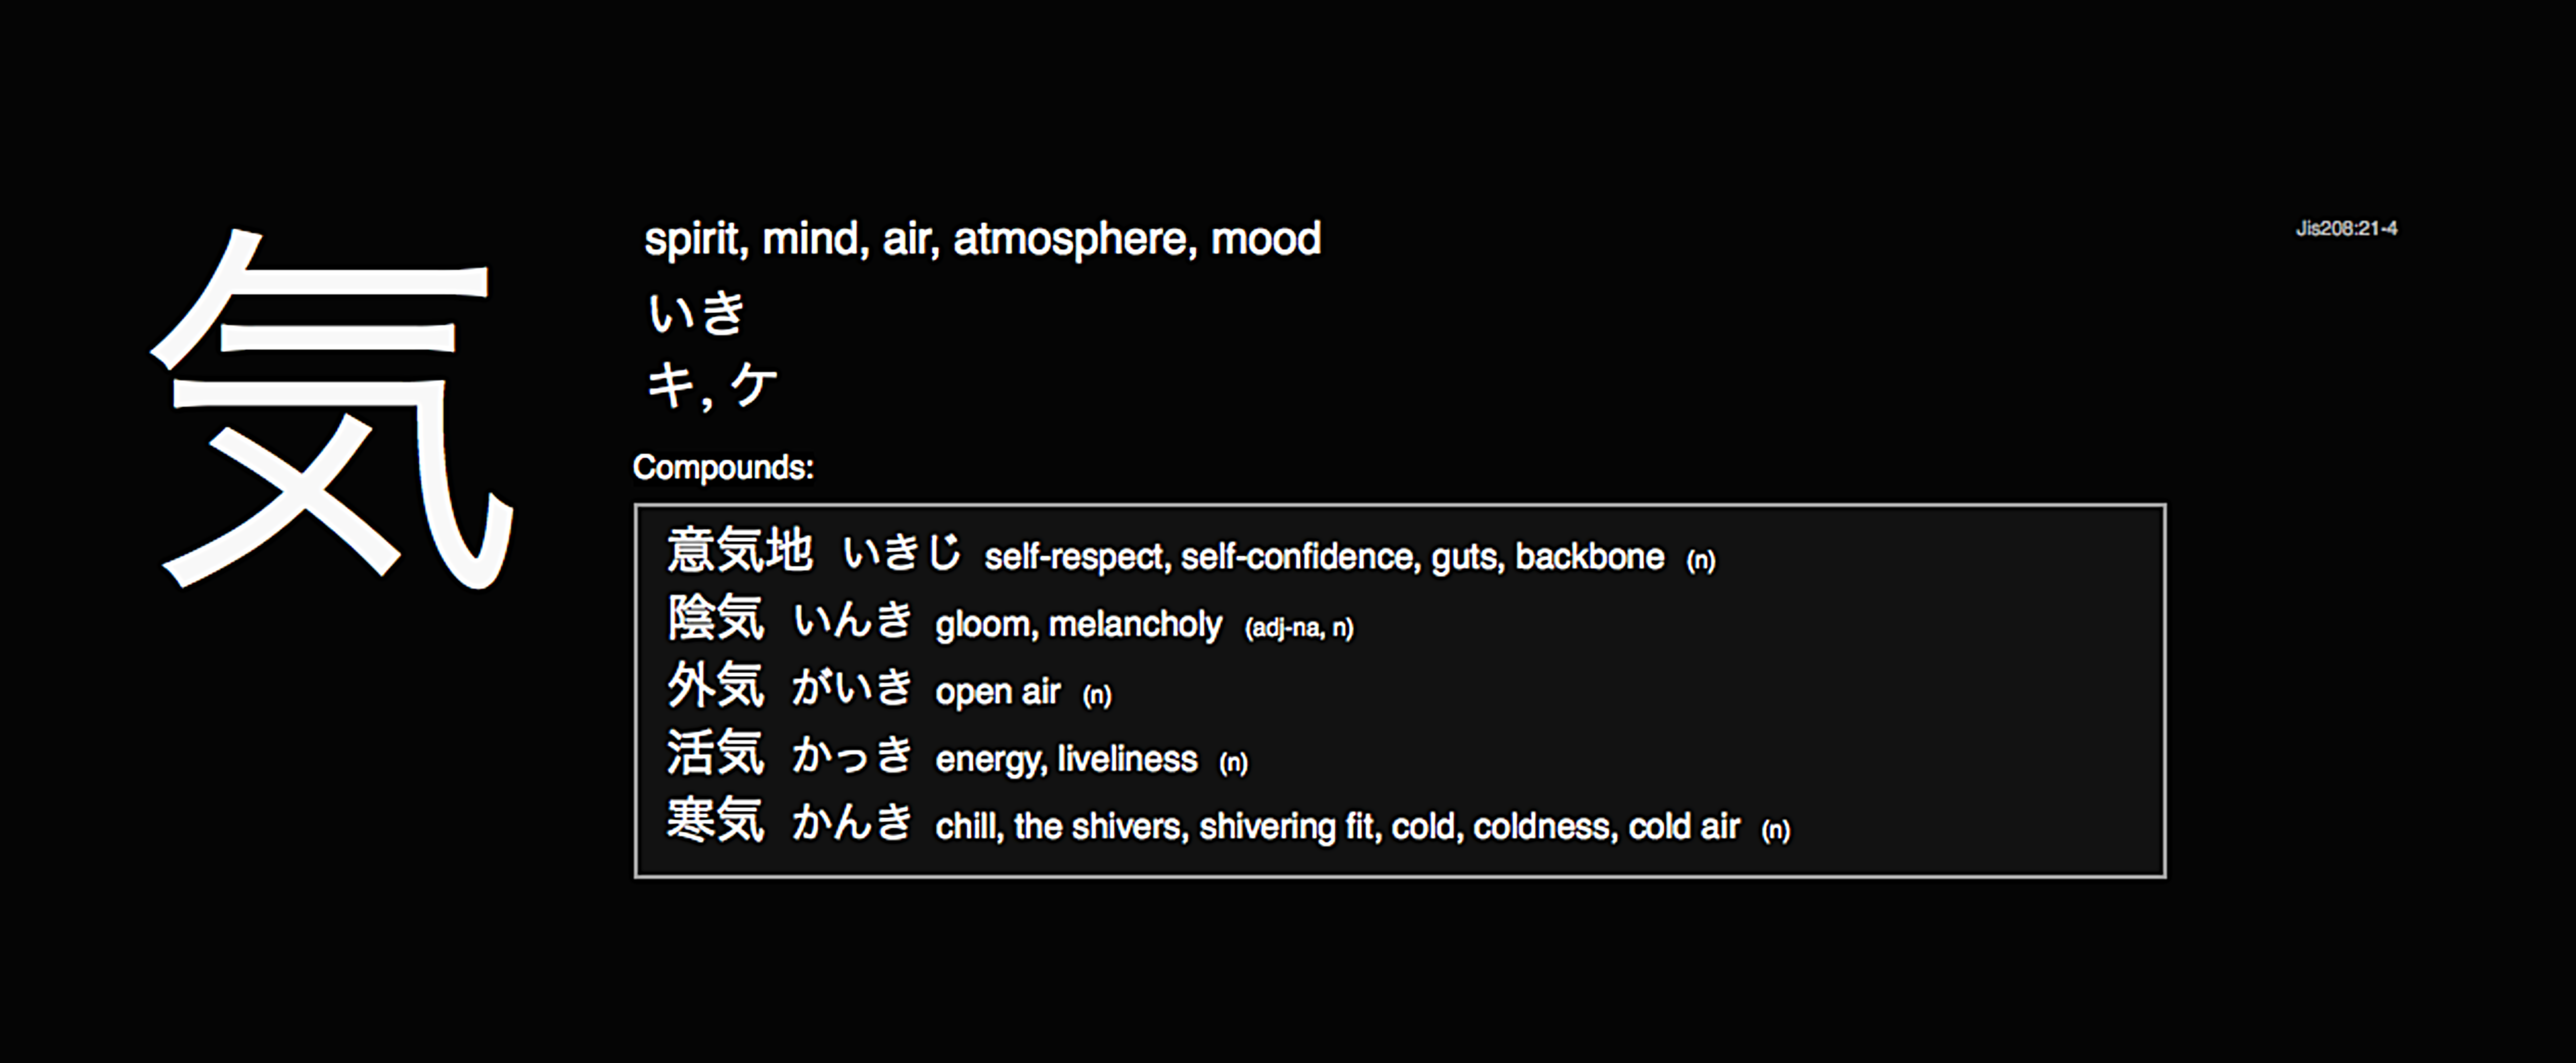 気
spirit, mind, air, atmosphere, mood
Jis208:21-4
いき
キ, ケ
Compounds:
意気地 いきじ self-respect, self-confidence, guts, backbone (n)
陰気 いんき gloom, melancholy (adj-na, n)
外気 がいき open air (n)
活気 かっき energy, liveliness (n)
寒気 かんき chill, the shivers, shivering fit, cold, coldness, cold air (n)